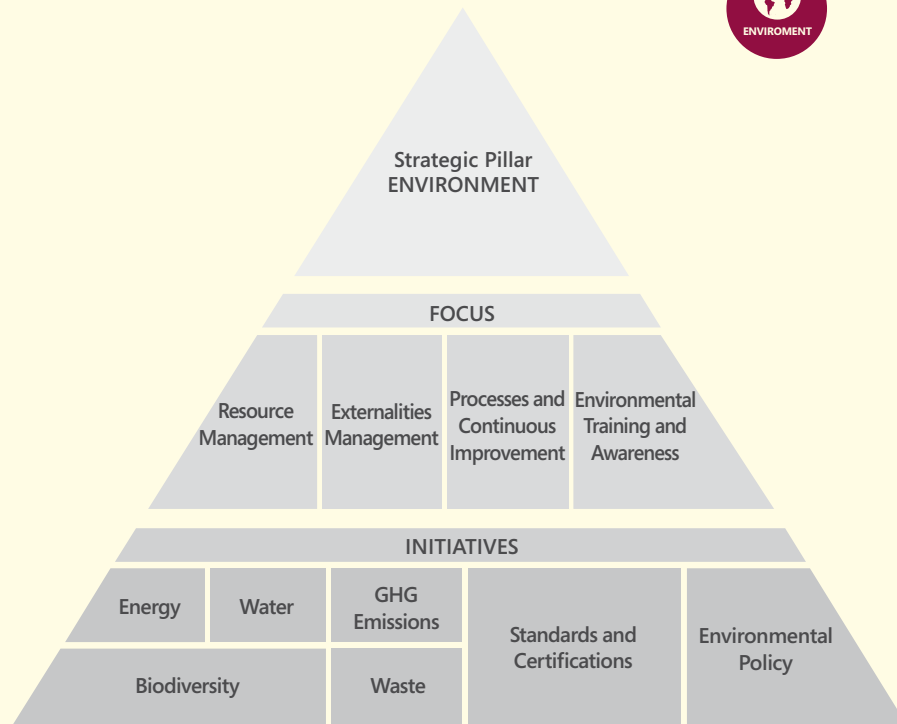 ENVIROMENT
Strategic Pillar
ENVIRONMENT
FOCUS
Resource
Management
Externalities
Management
Processes and
Continuous
Improvement
Environmental
Training and
Awareness
INITIATIVES
Energy
Water
GHG
Emissions
Biodiversity
Waste
Standards and
Certifications
Environmental
Policy